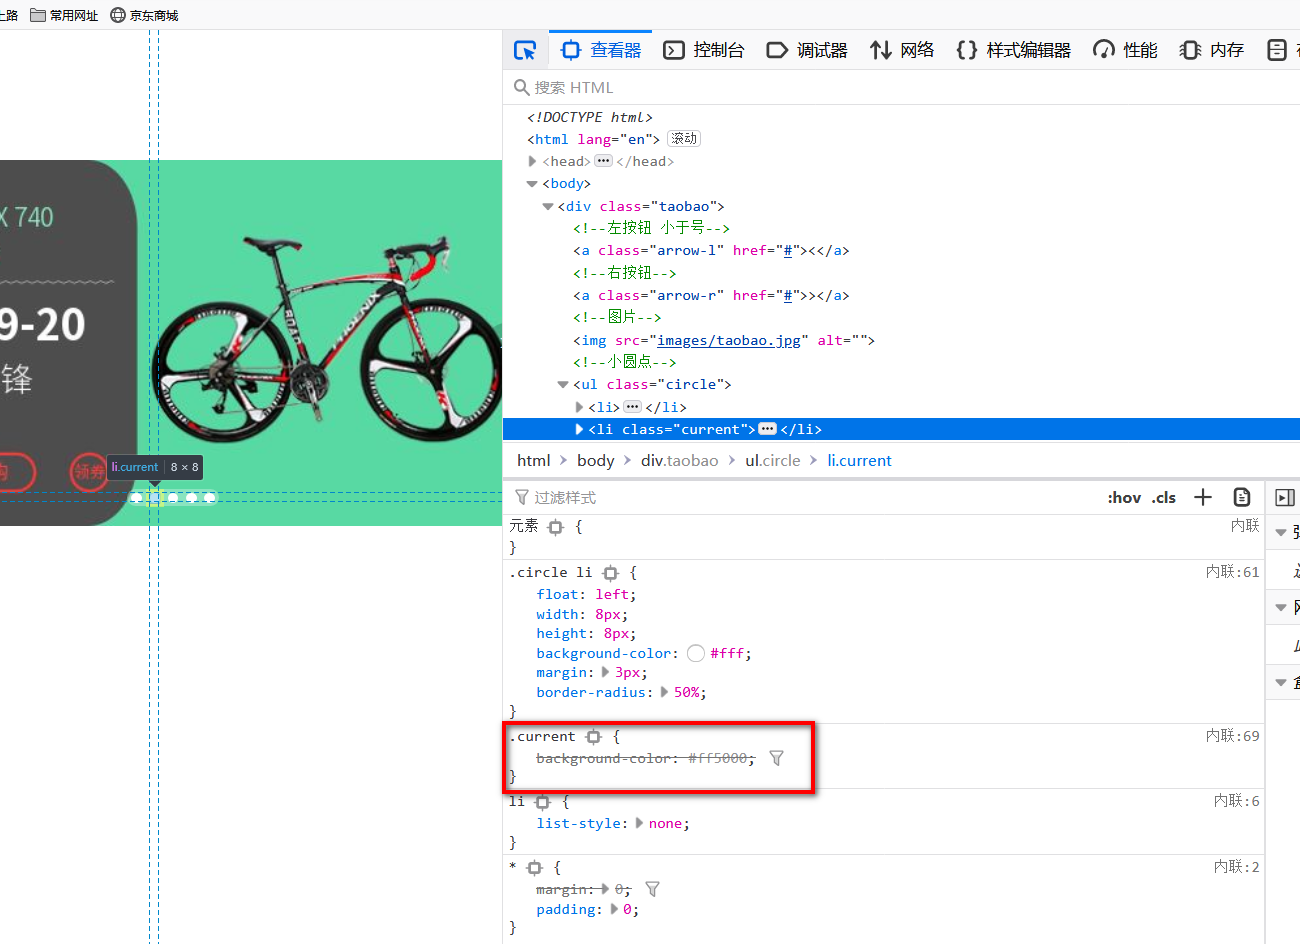 上路 常用网址 京东商城
查看器 控制台 调试器 网络 样式编辑器 性能 内存
搜索 HTML
<!DOCTYPE html>
<html lang="en"> 滚动
<head> ••• </head>
<body>
<div class="taobao">
<!--左按钮 小于号-->
<a class="arrow-l" href="#"><</a>
<!--右按钮-->
<a class="arrow-r" href="#">></a>
<!--图片-->
<img src="images/taobao.jpg" alt="">
<!--小圆点-->
<ul class="circle">
<li> ••• </li>
<li class="current"> ••• </li>
html > body > div.taobao > ul.circle > li.current
过滤样式 :hov .cls +
元素 { 内联
}
.circle li { 内联:61
float: left;
width: 8px;
height: 8px;
background-color: #fff;
margin: 3px;
border-radius: 50%;
}
.current { 内联:69
background-color: #ff5000;
}
li { 内联:6
list-style: none;
}
* { 内联:2
margin: 0;
padding: 0;
}
X 740
9-20
锋
购 领券
li.current 8 × 8
PHOENIX
ROAD